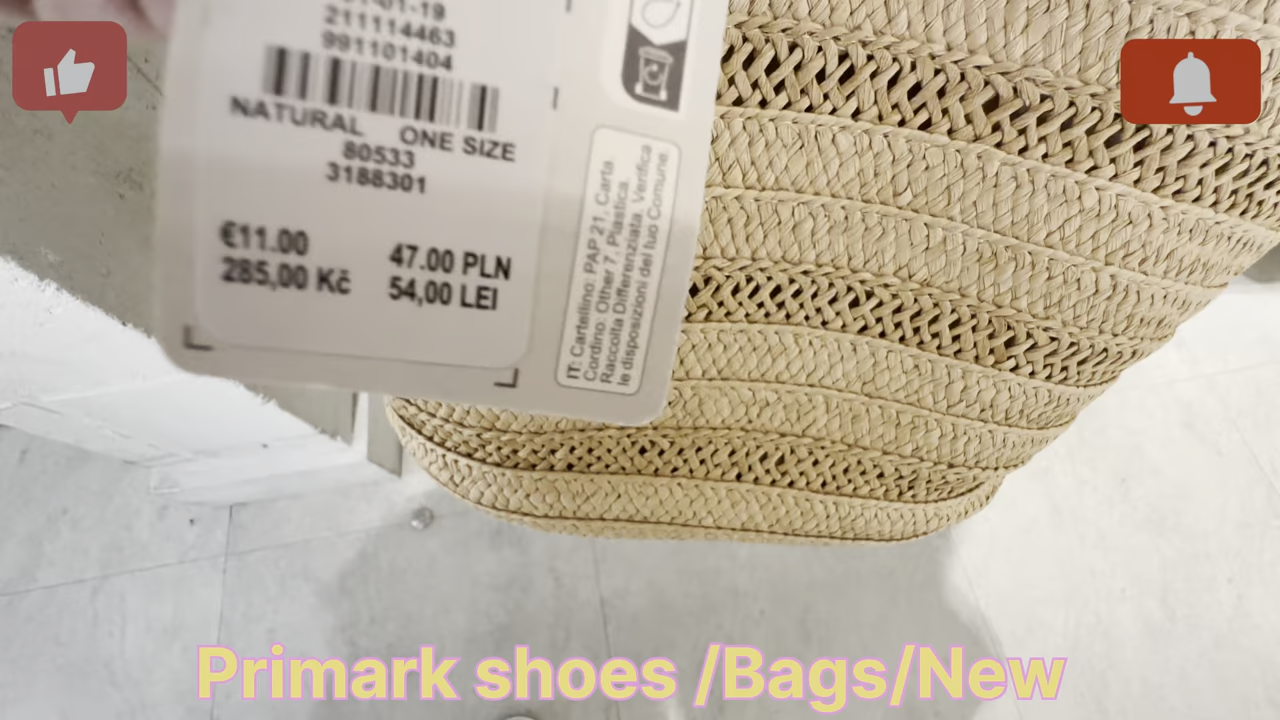 211114463
991101404
NATURAL ONE SIZE
80533
3188301
€11.00 47.00 PLN
285,00 Kč 54,00 LEI
IT: Cartellino: PAP 21, Carta
Cordino: Other 7, Plastica.
Raccolta Differenziata. Verifica
le disposizioni del tuo Comune.
Primark shoes /Bags/New